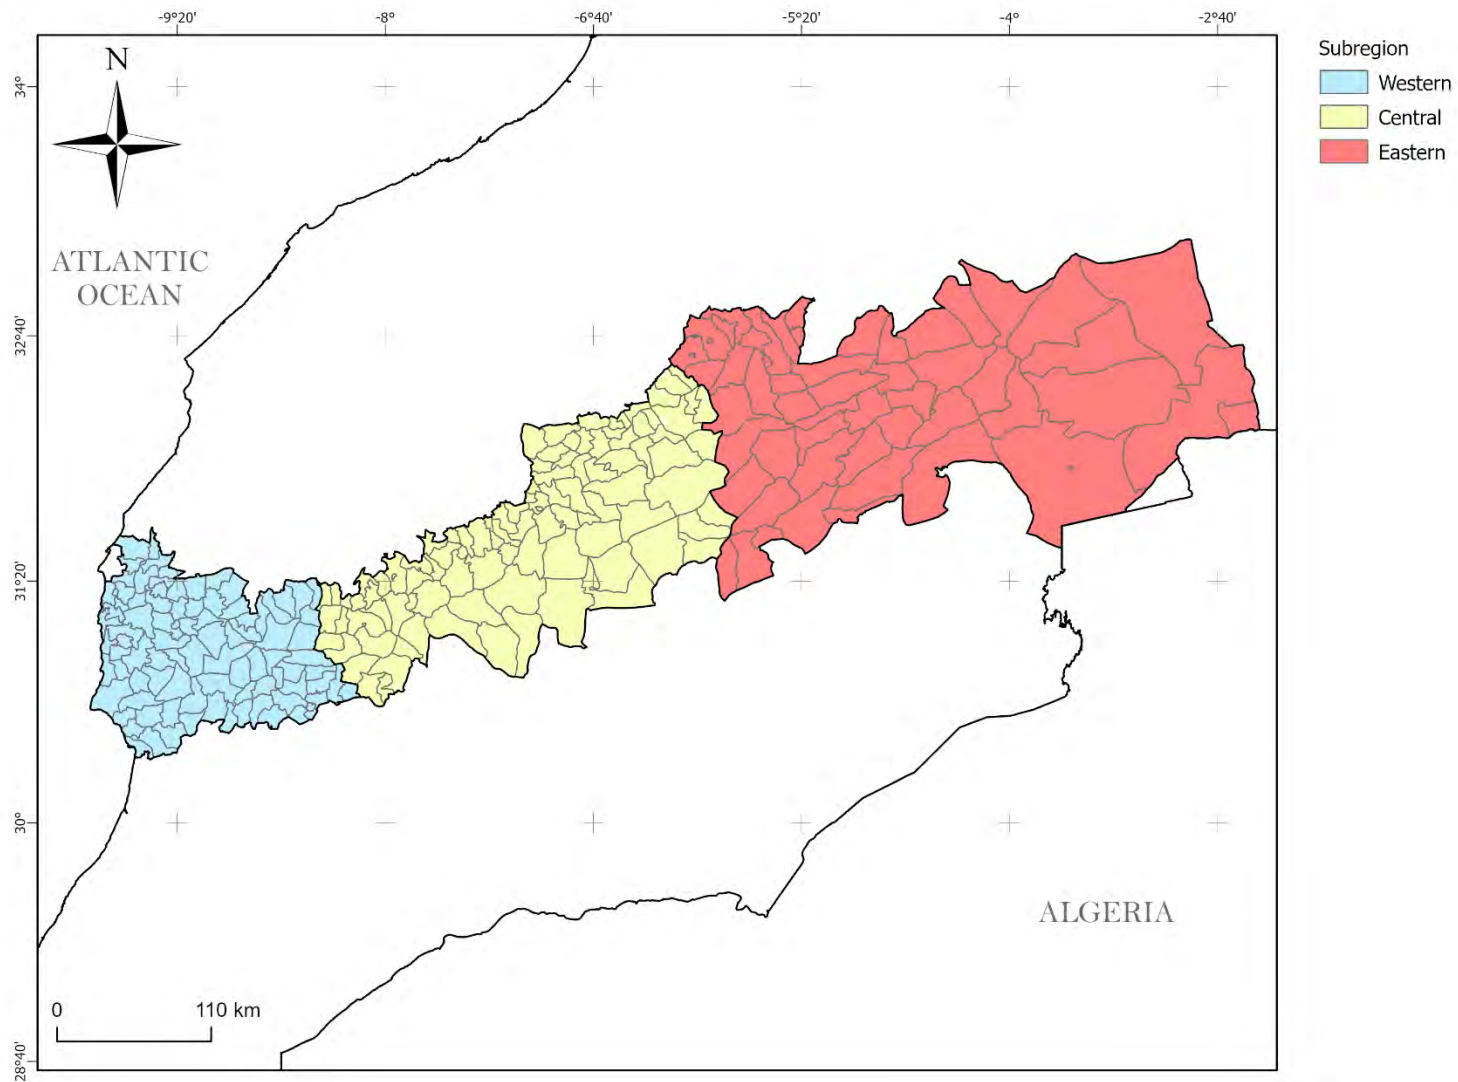 -9°20'
-8°
-6°40'
-5°20'
-4°
-2°40'
Subregion
Western
Central
Eastern
N
34°
ATLANTIC
OCEAN
32°40'
31°20'
30°
ALGERIA
0
110 km
28°40'